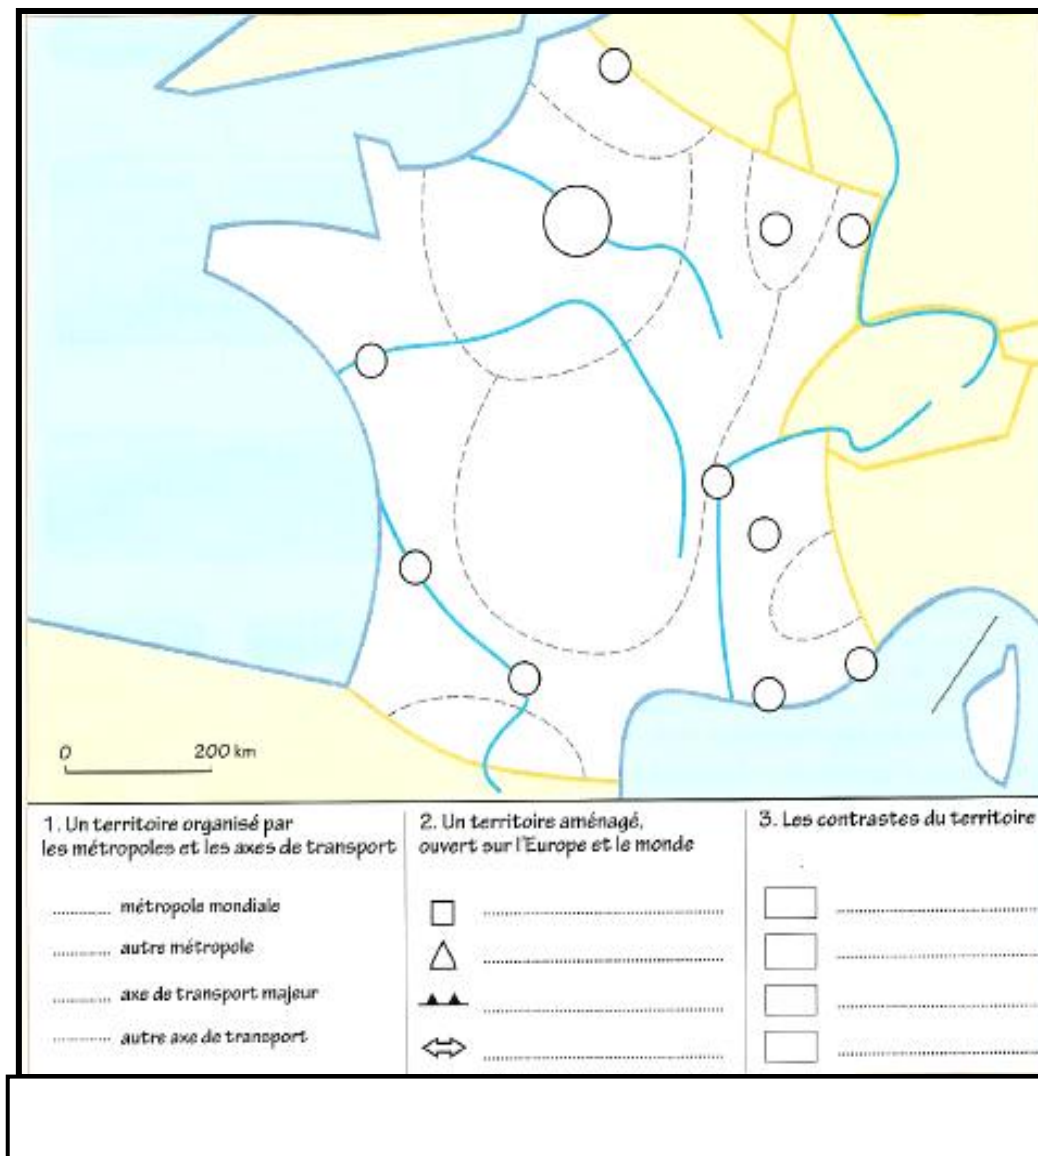 0 200 km
1. Un territoire organisé par
les métropoles et les axes de transport
métropole mondiale
autre métropole
axe de transport majeur
autre axe de transport
2. Un territoire aménagé,
ouvert sur l'Europe et le monde
3. Les contrastes du territoire